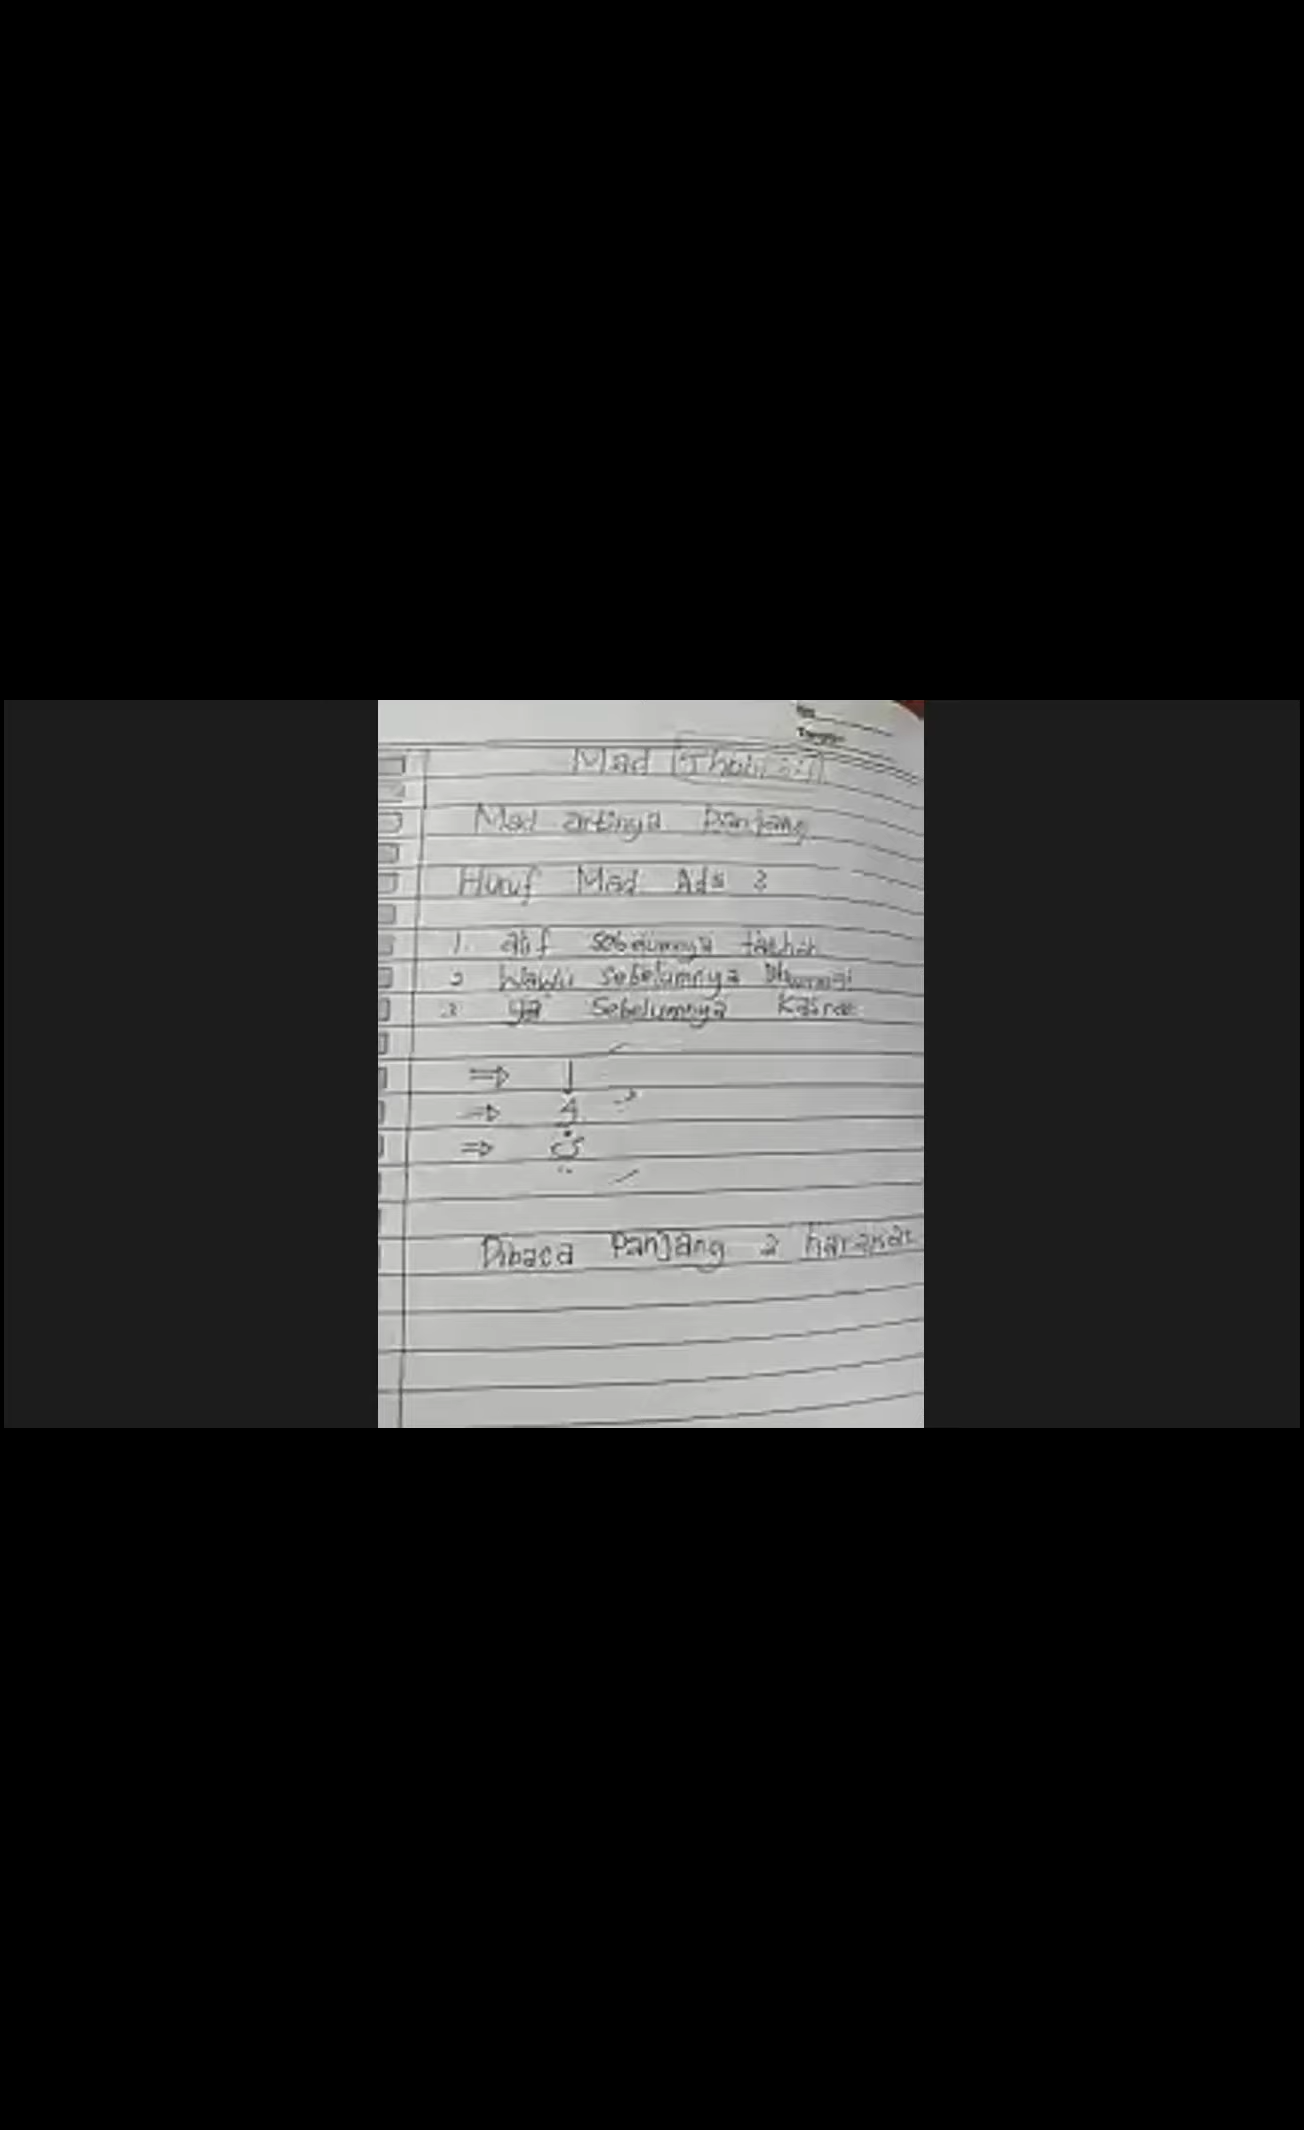 Mad Thobi'i
Mad artinya Panjang
Huruf Mad Ada 3
1. alif sebelumnya fathah
2 Wawu sebelumnya Dhummah
3 ya Sebelumnya Kasrah
⇒ ا
⇒ و
⇒ ي
Dibaca Panjang 2 harakat